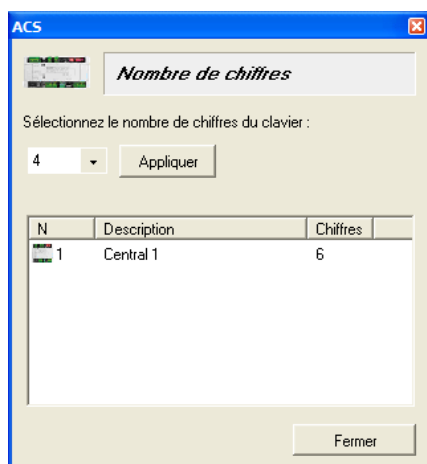 ACS
Nombre de chiffres
Sélectionnez le nombre de chiffres du clavier :
4 Appliquer
N Description Chiffres
1 Central 1 6
Fermer